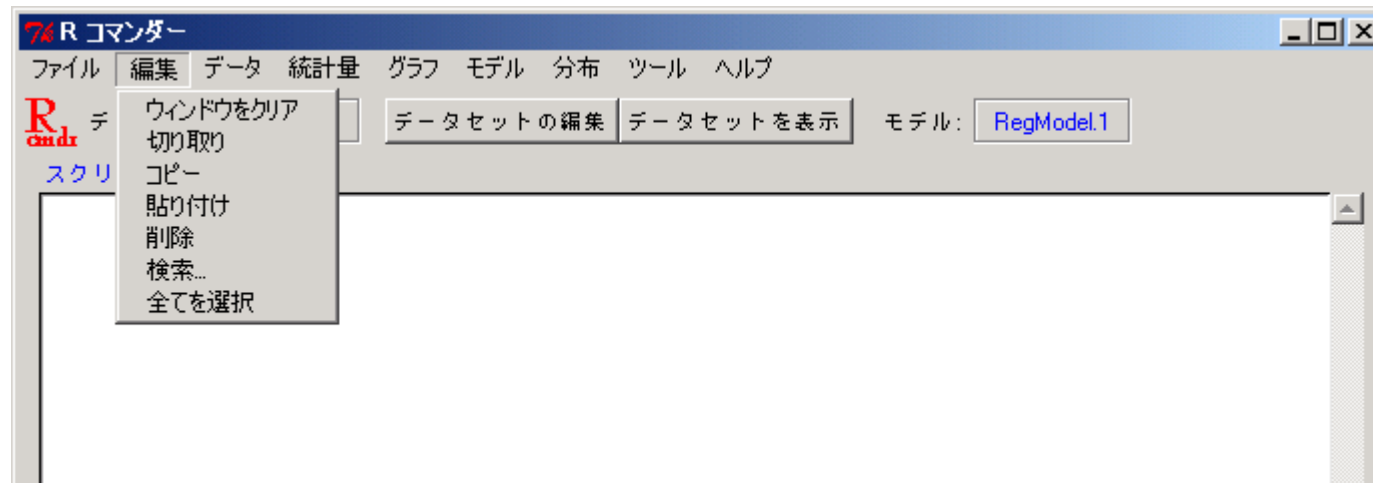 R コマンダー
ファイル 編集 データ 統計量 グラフ モデル 分布 ツール ヘルプ
R cmdr デ データセットの編集 データセットを表示 モデル: RegModel.1
スクリ
ウィンドウをクリア
切り取り
コピー
貼り付け
削除
検索...
全てを選択